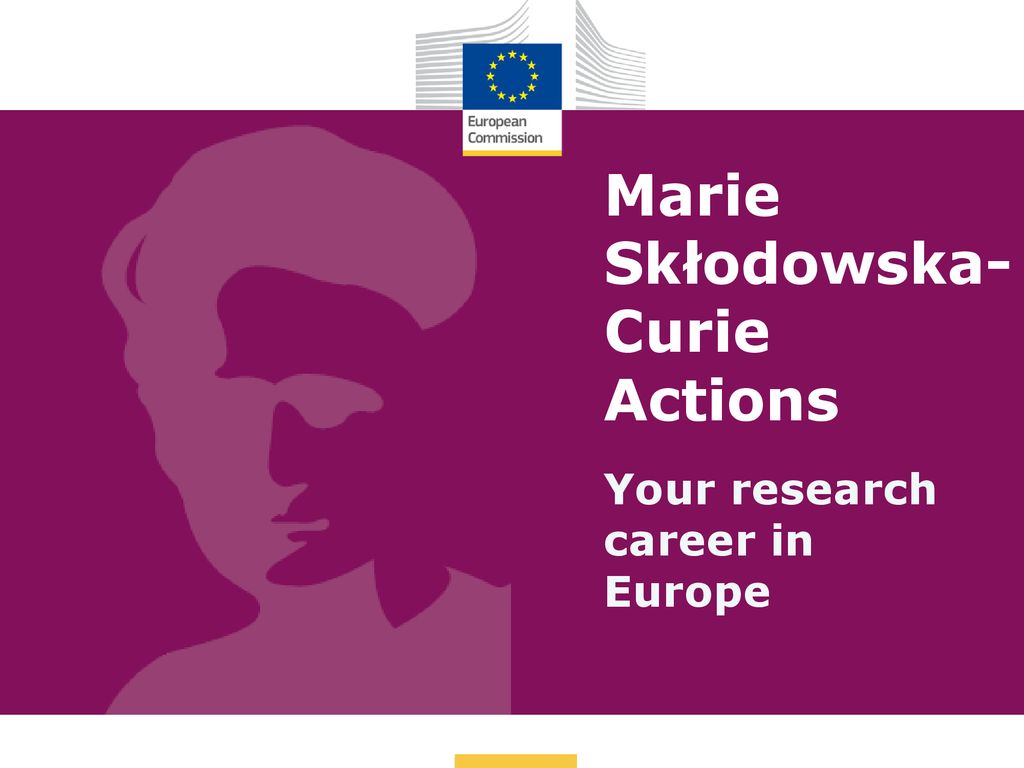 European
Commission
Marie
Skłodowska-
Curie
Actions
Your research
career in
Europe